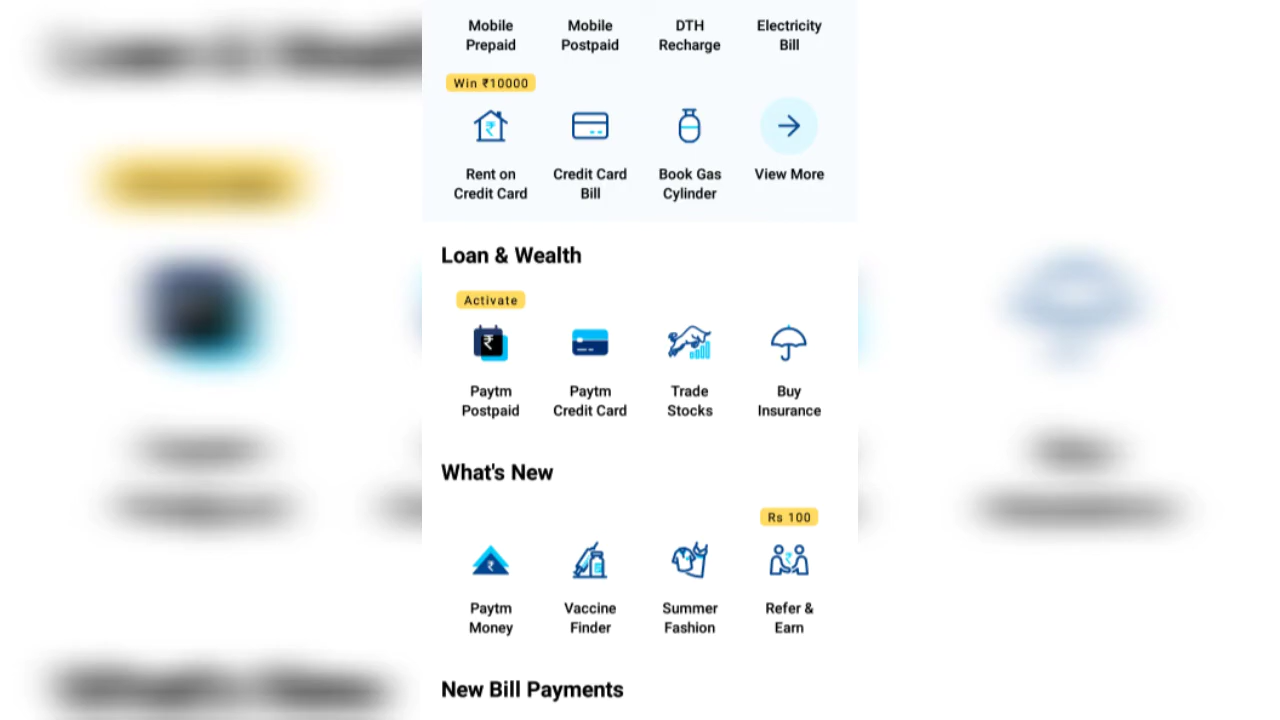 Mobile Prepaid
Mobile Postpaid
DTH Recharge
Electricity Bill
Win ₹10000
Rent on Credit Card
Credit Card Bill
Book Gas Cylinder
View More
Loan & Wealth
Activate
Paytm Postpaid
Paytm Credit Card
Trade Stocks
Buy Insurance
What's New
Rs 100
Paytm Money
Vaccine Finder
Summer Fashion
Refer & Earn
New Bill Payments